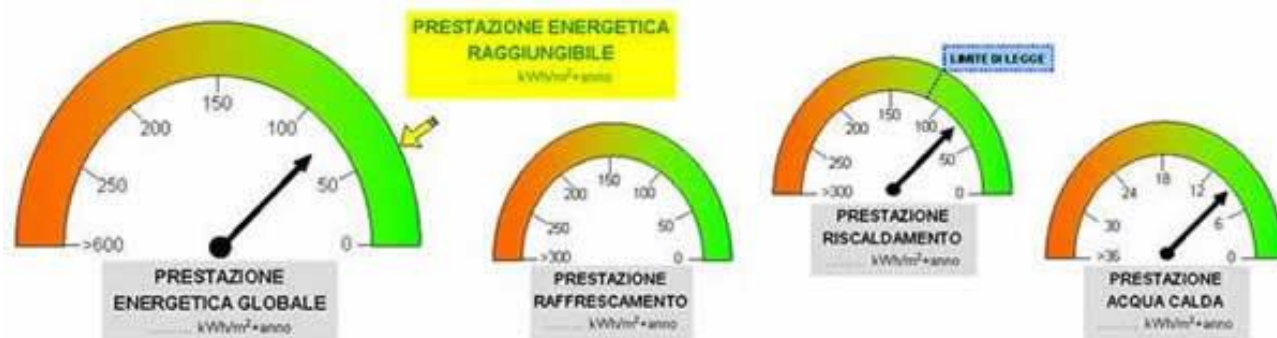 PRESTAZIONE ENERGETICA
RAGGIUNGIBILE
........ kWh/m²*anno
>600
250
200
150
100
50
0
PRESTAZIONE
ENERGETICA GLOBALE
........ kWh/m²*anno
>300
250
200
150
100
50
0
PRESTAZIONE
RAFFRESCAMENTO
........ kWh/m²*anno
LIMITE DI LEGGE
>300
250
200
150
100
50
0
PRESTAZIONE
RISCALDAMENTO
........ kWh/m²*anno
>36
30
24
18
12
6
0
PRESTAZIONE
ACQUA CALDA
........ kWh/m²*anno